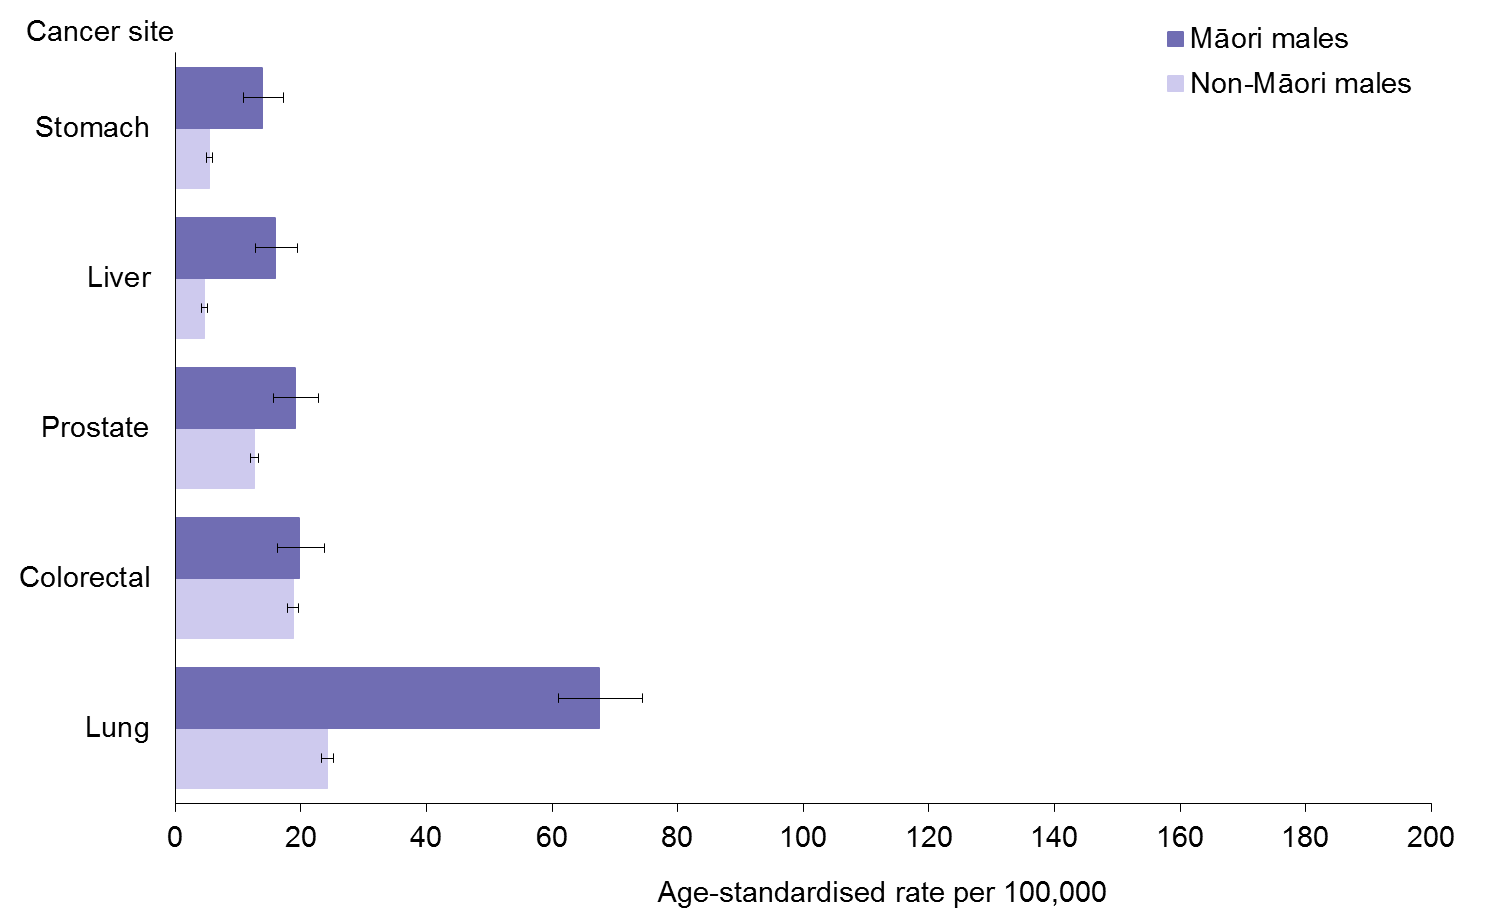 Cancer site
Māori males
Non-Māori males
Stomach
Liver
Prostate
Colorectal
Lung
0 20 40 60 80 100 120 140 160 180 200
Age-standardised rate per 100,000